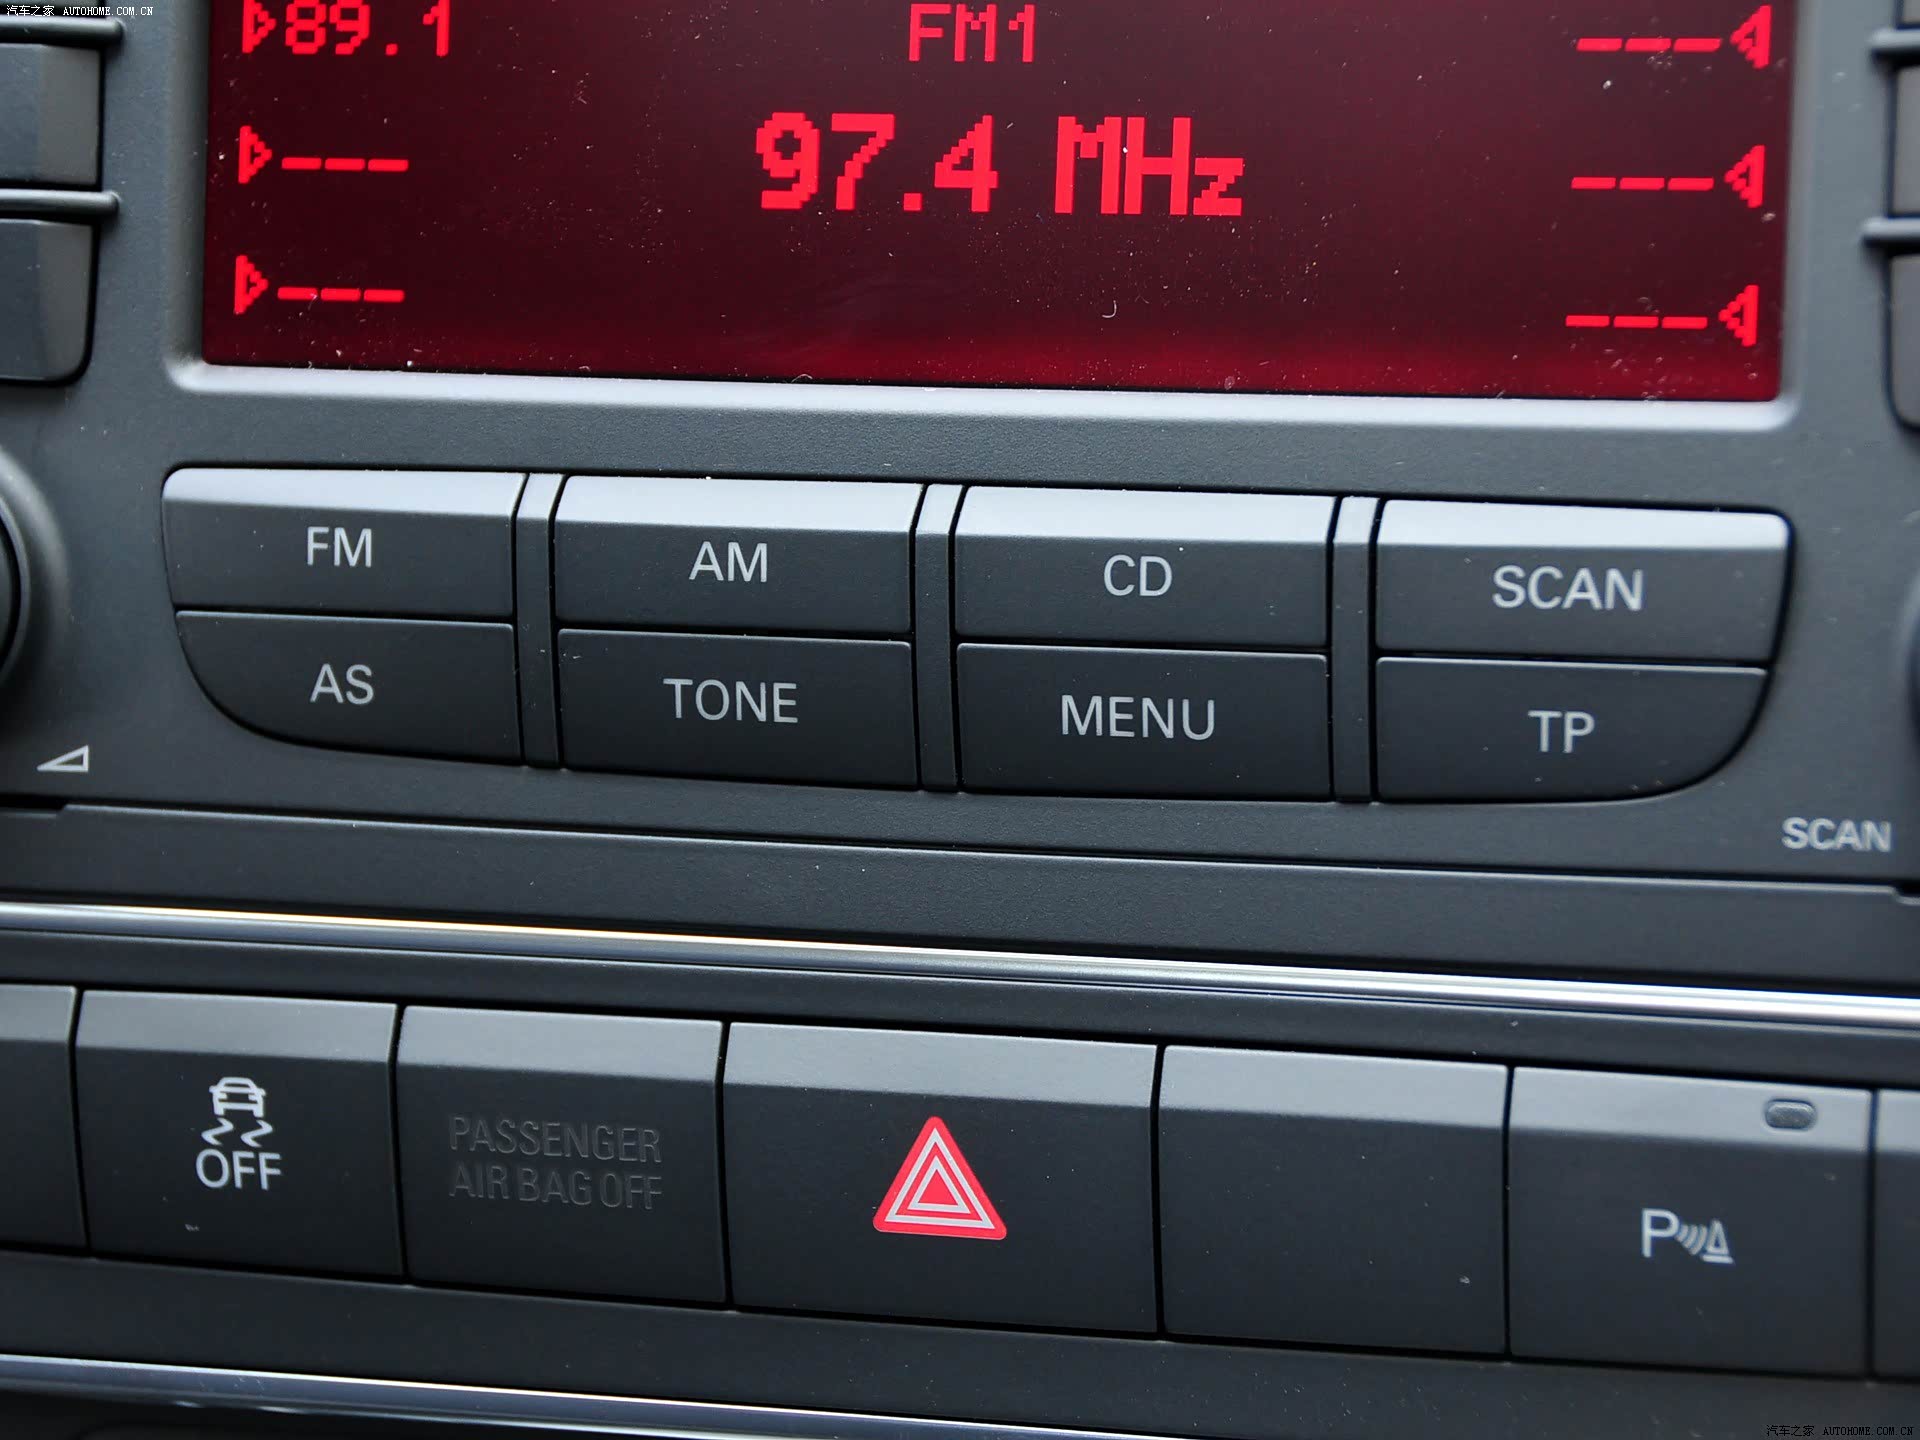 汽车之家 AUTOHOME.COM.CN
89.1 FM1 ---
--- 97.4 MHz ---
--- ---
FM AM CD SCAN
AS TONE MENU TP
SCAN
OFF
PASSENGER
AIR BAG OFF
P
汽车之家 AUTOHOME.COM.CN